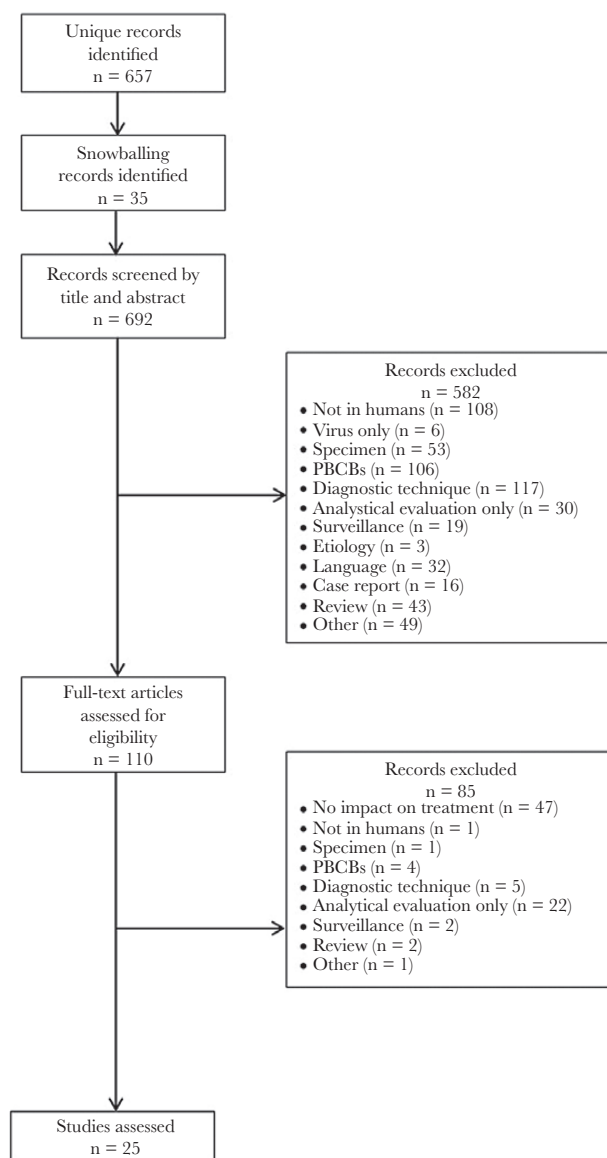 Unique records
identified
n = 657
Snowballing
records identified
n = 35
Records screened by
title and abstract
n = 692
Records excluded
n = 582
• Not in humans (n = 108)
• Virus only (n = 6)
• Specimen (n = 53)
• PBCBs (n = 106)
• Diagnostic technique (n = 117)
• Analystical evaluation only (n = 30)
• Surveillance (n = 19)
• Etiology (n = 3)
• Language (n = 32)
• Case report (n = 16)
• Review (n = 43)
• Other (n = 49)
Full-text articles
assessed for
eligibility
n = 110
Records excluded
n = 85
• No impact on treatment (n = 47)
• Not in humans (n = 1)
• Specimen (n = 1)
• PBCBs (n = 4)
• Diagnostic technique (n = 5)
• Analytical evaluation only (n = 22)
• Surveillance (n = 2)
• Review (n = 2)
• Other (n = 1)
Studies assessed
n = 25